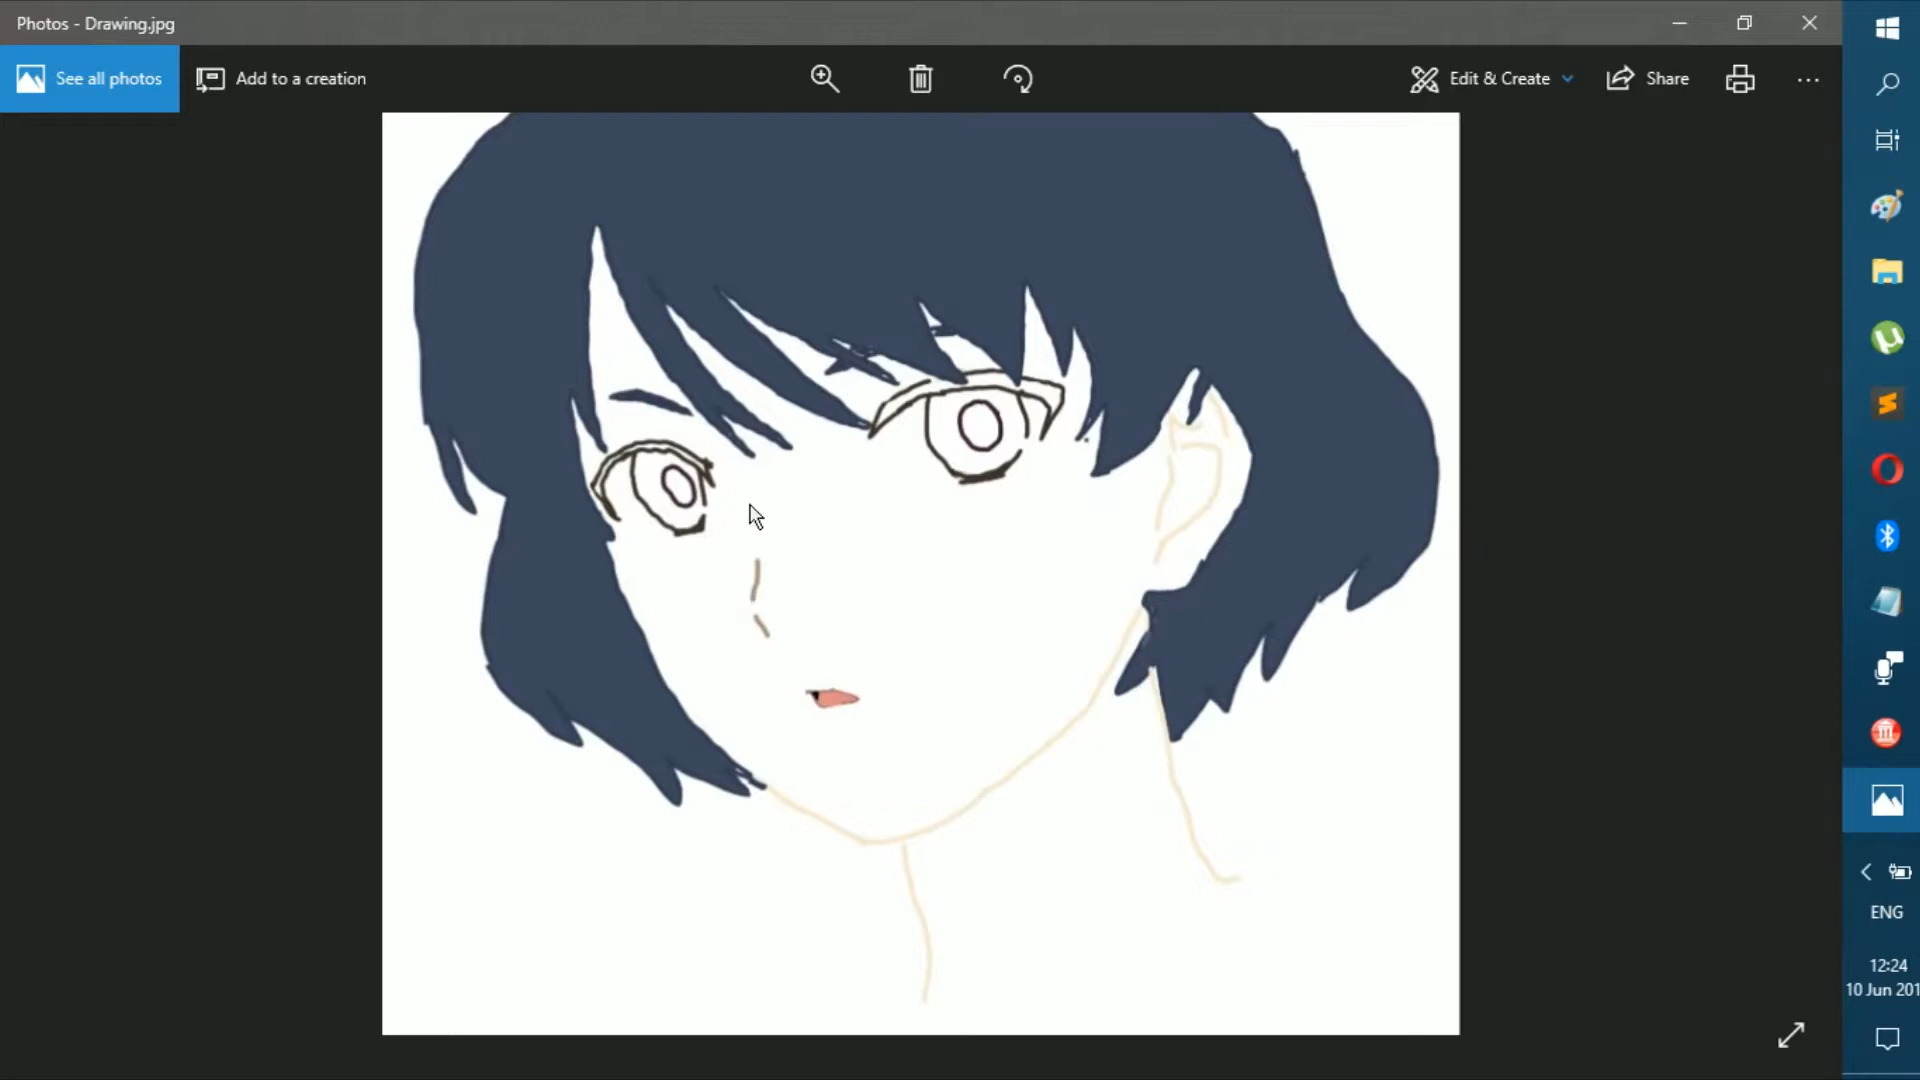 Photos - Drawing.jpg
See all photos
Add to a creation
Edit & Create
Share
ENG
12:24
10 Jun 201